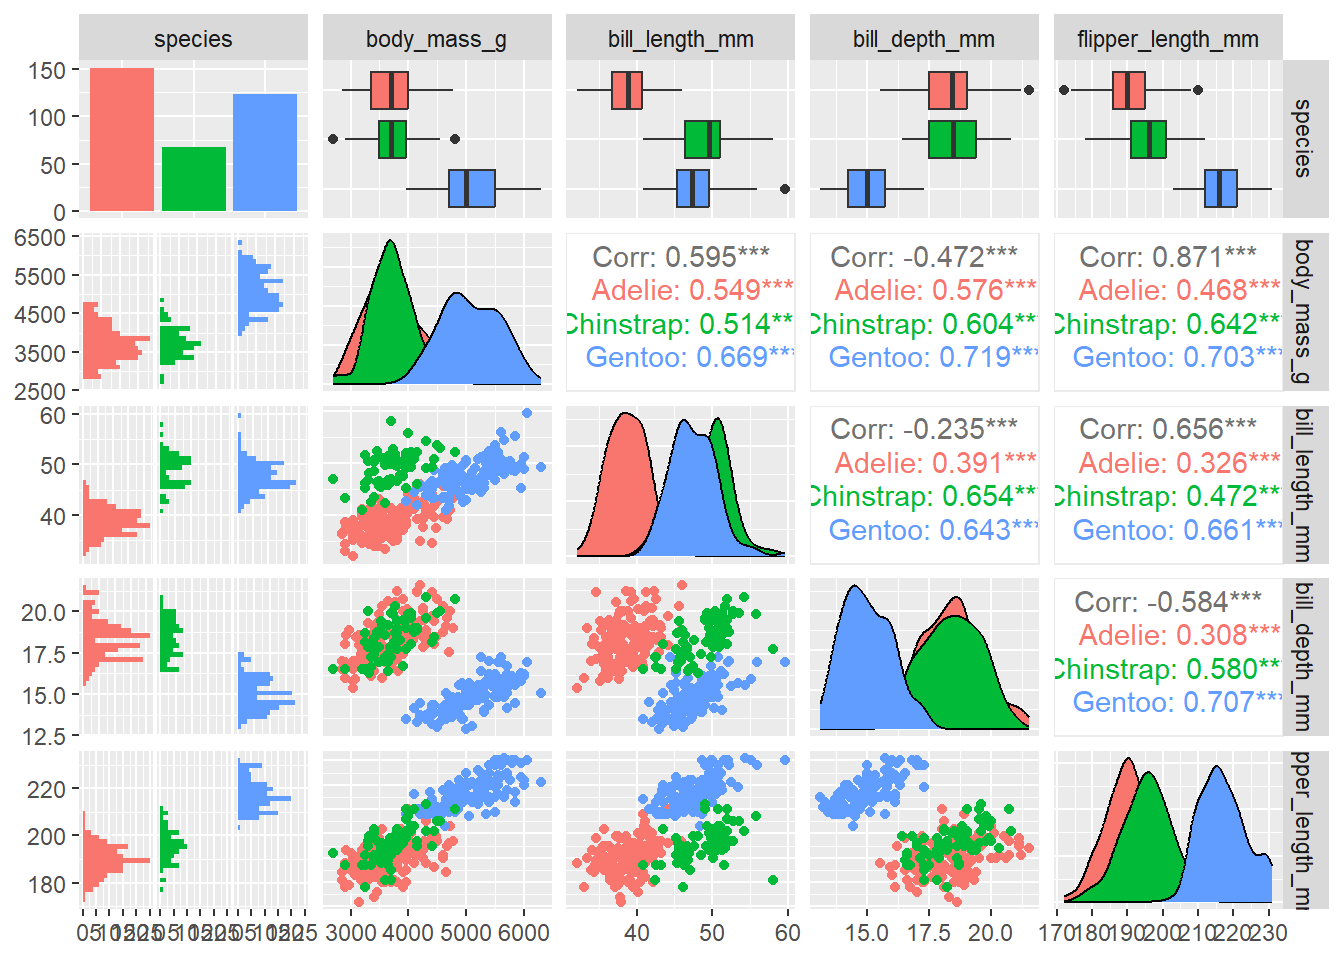 species
body_mass_g
bill_length_mm
bill_depth_mm
flipper_length_mm
150
100
50
0
species
6500
5500
4500
3500
2500
Corr: 0.595***
Adelie: 0.549***
Chinstrap: 0.514**
Gentoo: 0.669***
Corr: -0.472***
Adelie: 0.576***
Chinstrap: 0.604***
Gentoo: 0.719***
Corr: 0.871***
Adelie: 0.468***
Chinstrap: 0.642***
Gentoo: 0.703***
body_mass_g
60
50
40
Corr: -0.235***
Adelie: 0.391***
Chinstrap: 0.654***
Gentoo: 0.643***
Corr: 0.656***
Adelie: 0.326***
Chinstrap: 0.472***
Gentoo: 0.661***
bill_length_mm
20.0
17.5
15.0
12.5
Corr: -0.584***
Adelie: 0.308***
Chinstrap: 0.580***
Gentoo: 0.707***
bill_depth_mm
220
200
180
pper_length_m
3000 4000 5000 6000
40 50 60
15.0 17.5 20.0
170 180 190 200 210 220 230